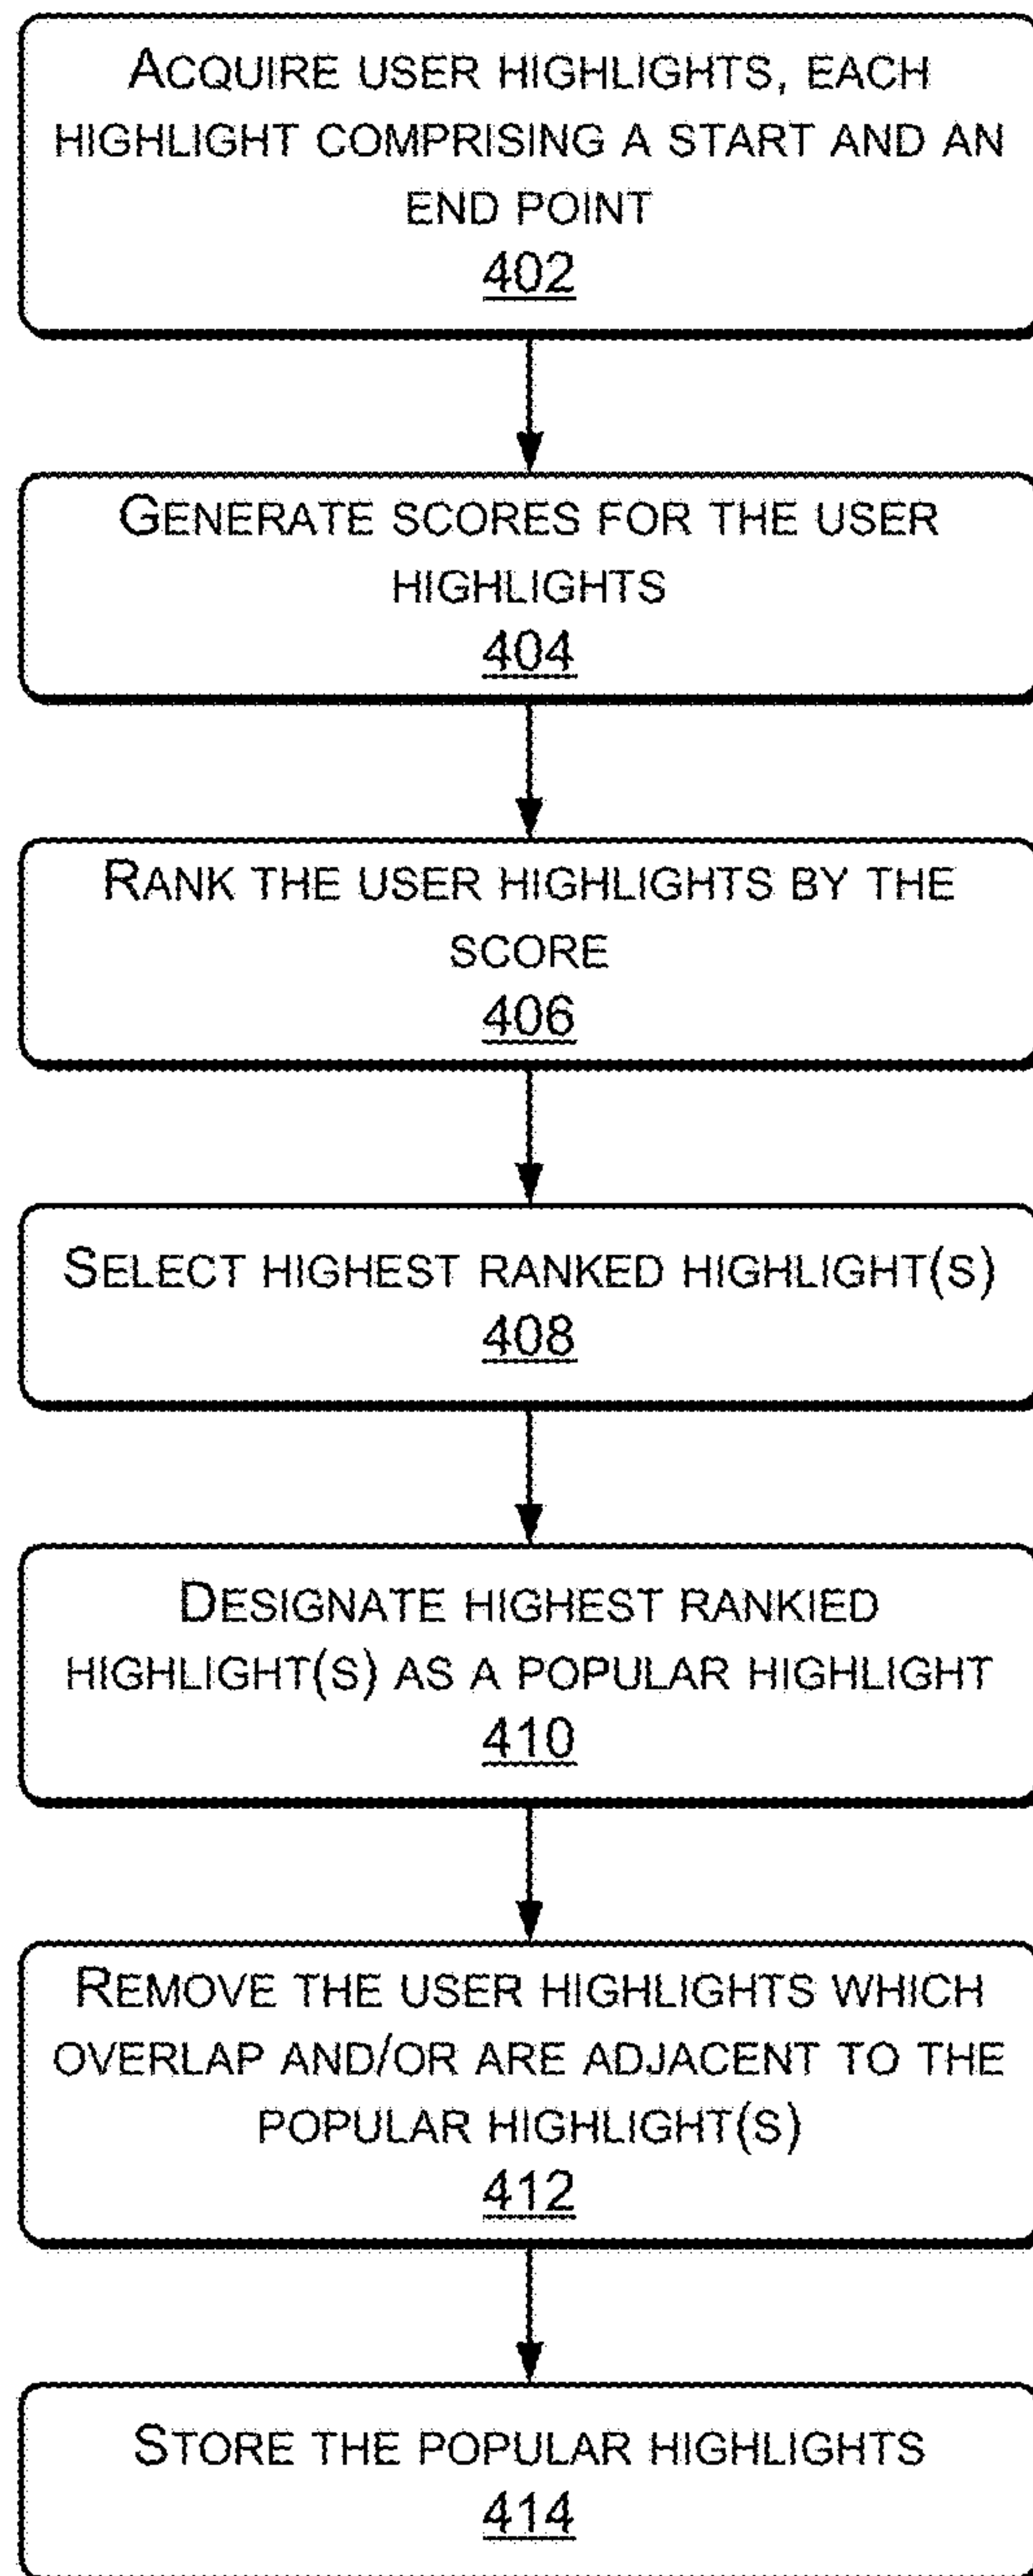 ACQUIRE USER HIGHLIGHTS, EACH
HIGHLIGHT COMPRISING A START AND AN
END POINT
402
GENERATE SCORES FOR THE USER
HIGHLIGHTS
404
RANK THE USER HIGHLIGHTS BY THE
SCORE
406
SELECT HIGHEST RANKED HIGHLIGHT(S)
408
DESIGNATE HIGHEST RANKIED
HIGHLIGHT(S) AS A POPULAR HIGHLIGHT
410
REMOVE THE USER HIGHLIGHTS WHICH
OVERLAP AND/OR ARE ADJACENT TO THE
POPULAR HIGHLIGHT(S)
412
STORE THE POPULAR HIGHLIGHTS
414